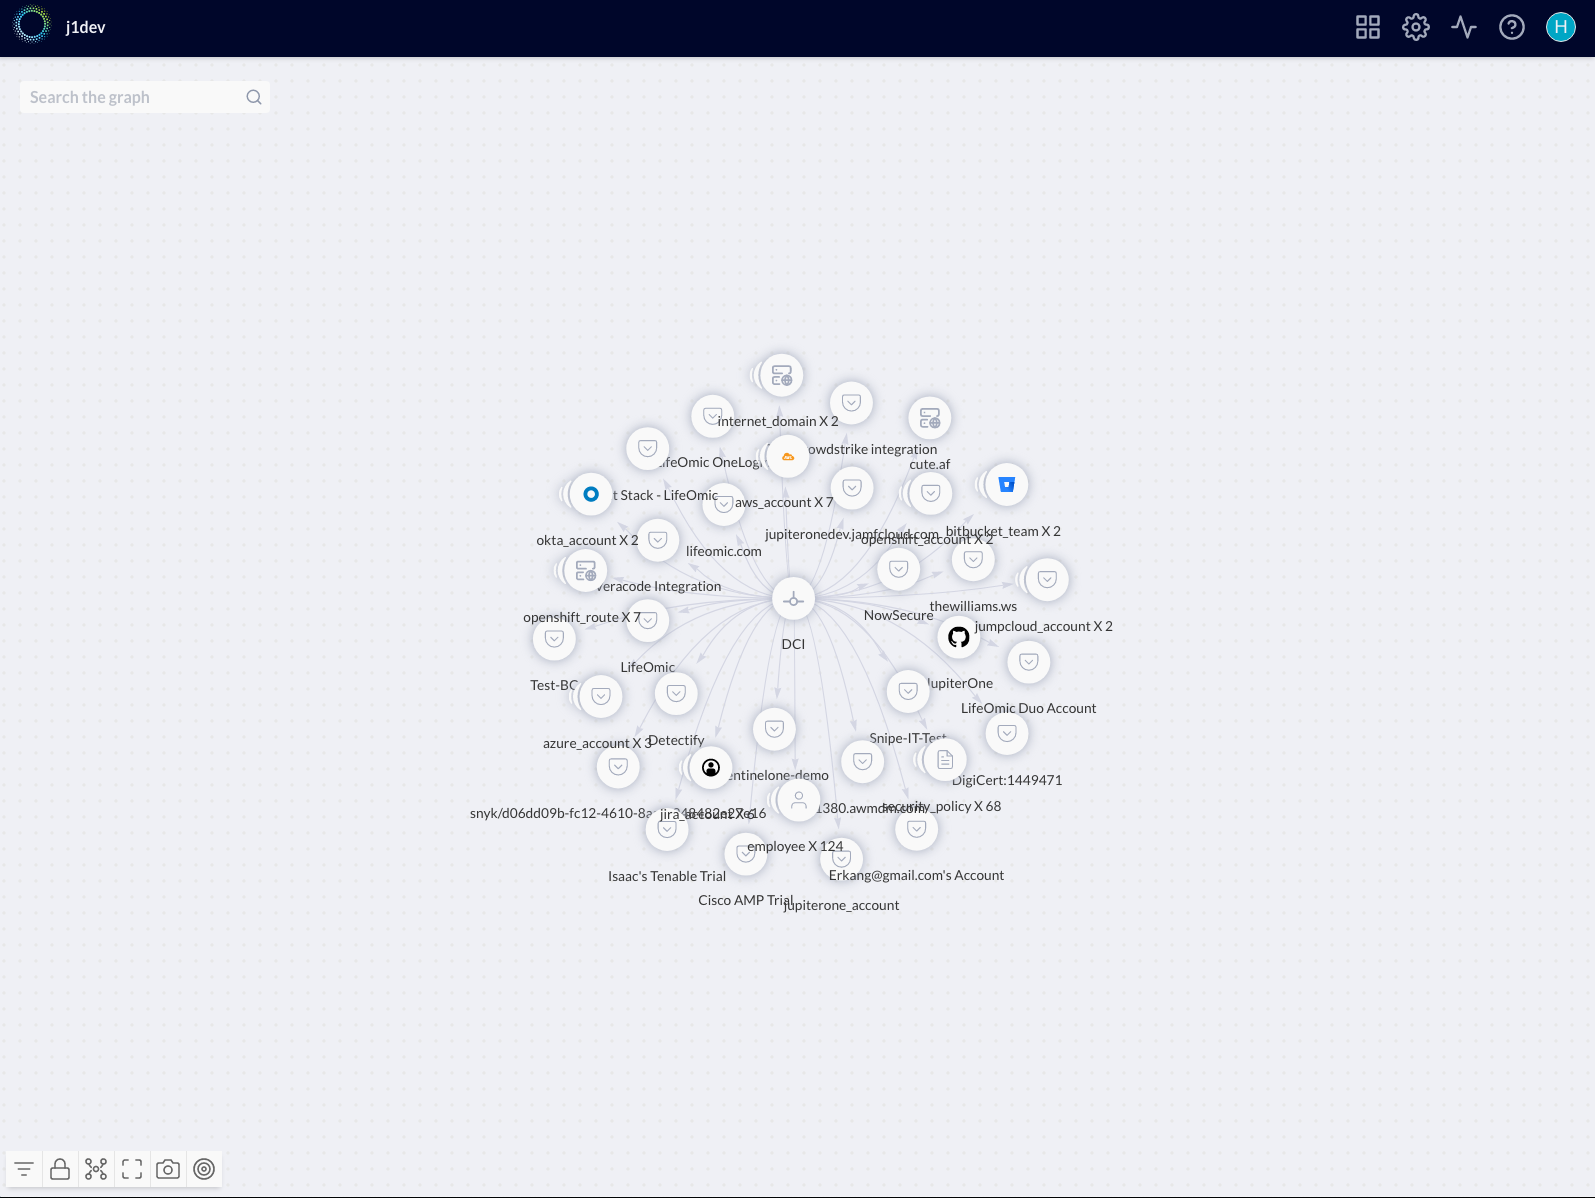 j1dev
H
Search the graph
internet_domain X 2
owdstrike integration
cute.af
feOmic OneLog
t Stack - LifeOmic
aws_account X 7
okta_account X 2
lifeomic.com
jupiteronedev.jamfcloud.com
openshift_account X 2
bitbucket_team X 2
veracode Integration
openshift_route X 7
NowSecure
thewilliams.ws
jumpcloud_account X 2
DCI
LifeOmic
Test-BC
JupiterOne
LifeOmic Duo Account
azure_account X 3
Detectify
Snipe-IT-Test
entinelone-demo
DigiCert:1449471
snyk/d06dd09b-fc12-4610-8a
jira_account X 6
1380.awmdm.com
security_policy X 68
employee X 124
Isaac's Tenable Trial
Erkang@gmail.com's Account
Cisco AMP Trial
jupiterone_account